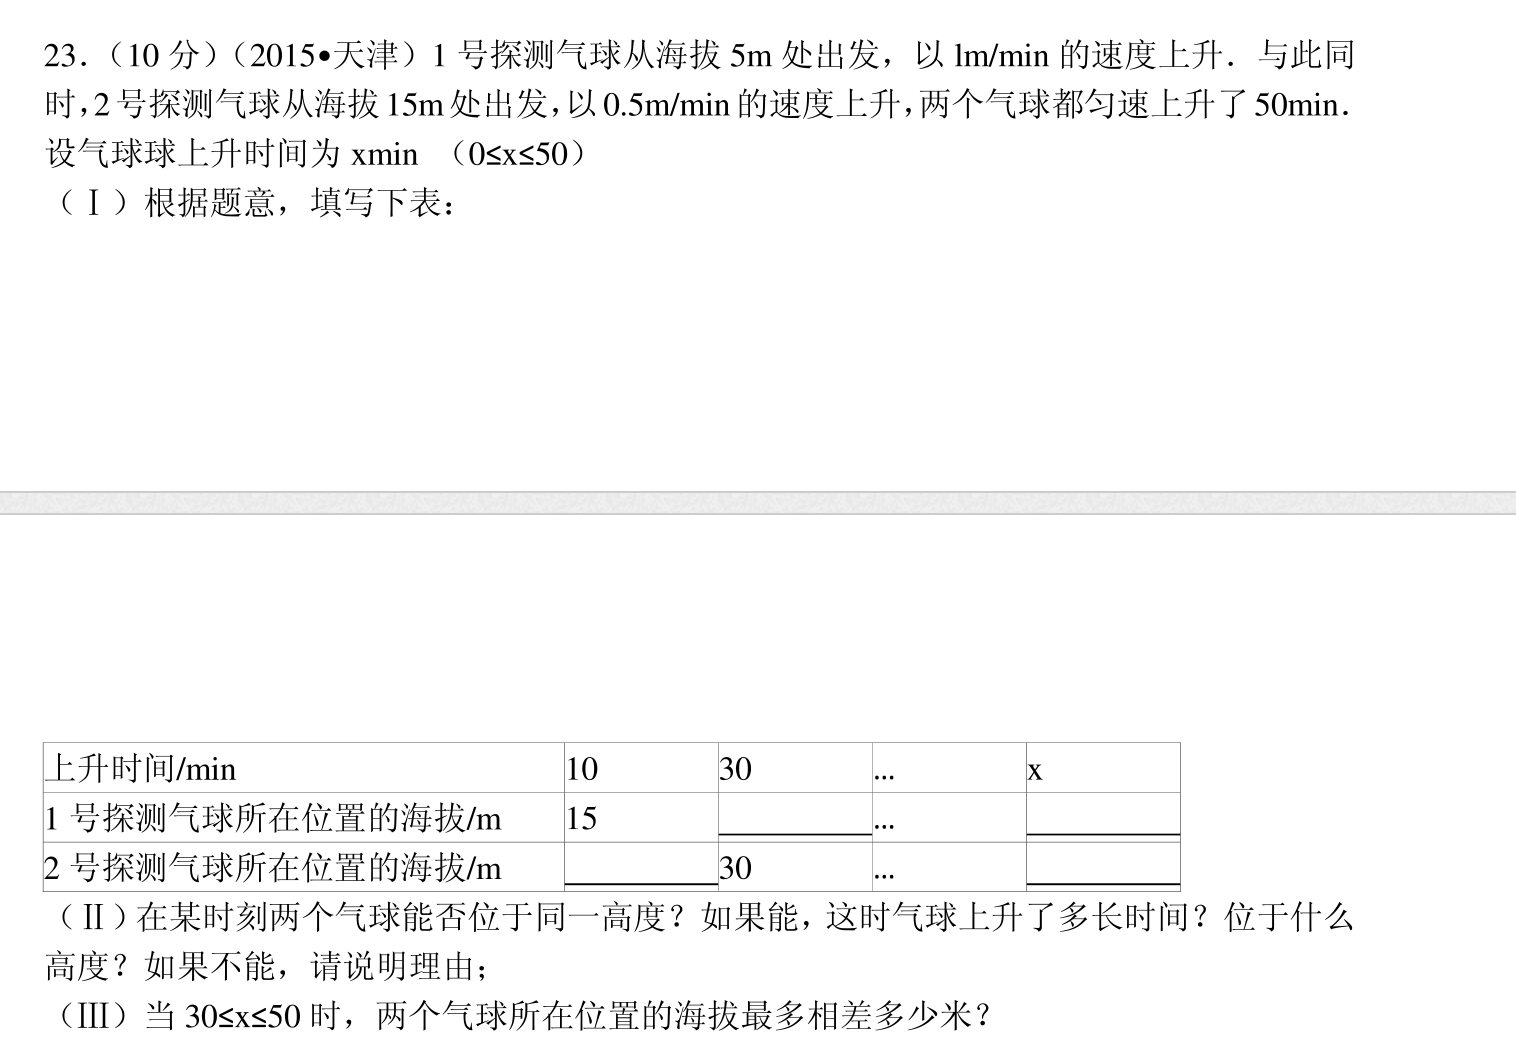 23．（10 分）（2015•天津）1 号探测气球从海拔 5m 处出发，以 lm/min 的速度上升．与此同
时，2 号探测气球从海拔 15m 处出发，以 0.5m/min 的速度上升，两个气球都匀速上升了 50min．
设气球球上升时间为 xmin （0≤x≤50）
（Ⅰ）根据题意，填写下表：
上升时间/min 10 30 ... x
1 号探测气球所在位置的海拔/m 15 ____ ... ____
2 号探测气球所在位置的海拔/m ____ 30 ... ____
（Ⅱ）在某时刻两个气球能否位于同一高度？如果能，这时气球上升了多长时间？位于什么
高度？如果不能，请说明理由；
（Ⅲ）当 30≤x≤50 时，两个气球所在位置的海拔最多相差多少米？